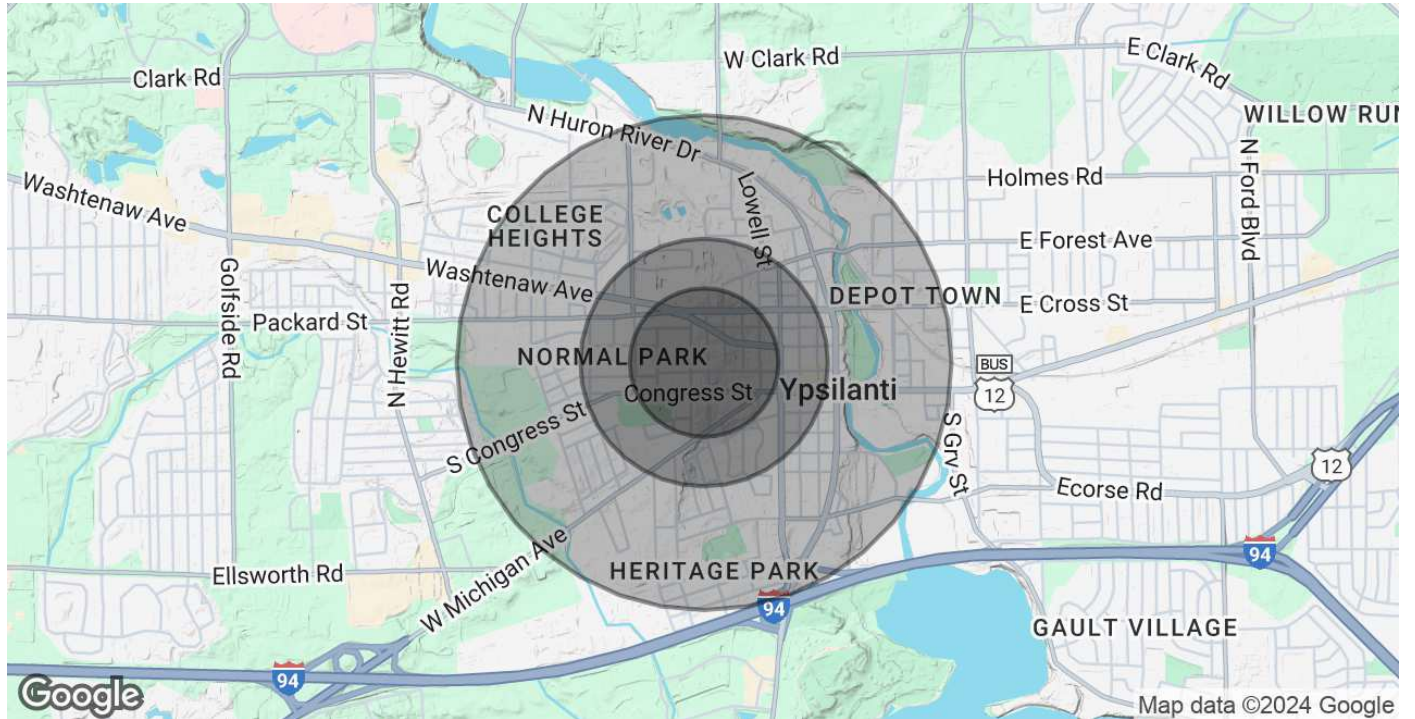 W Clark Rd
E Clark Rd
Clark Rd
WILLOW RUN
N Huron River Dr
N Ford Blvd
Holmes Rd
Washtenaw Ave
Lowell St
COLLEGE
HEIGHTS
E Forest Ave
Golfside Rd
Washtenaw Ave
N Hewitt Rd
DEPOT TOWN
E Cross St
Packard St
NORMAL PARK
BUS
12
Congress St
Ypsilanti
S Congress St
S Grv St
12
Ecorse Rd
94
Ellsworth Rd
W Michigan Ave
HERITAGE PARK
94
GAULT VILLAGE
94
Google
Map data ©2024 Google